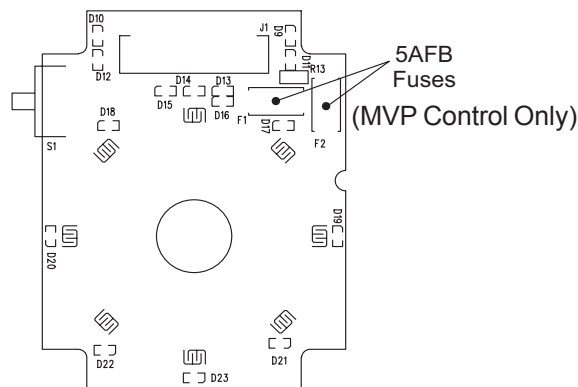 D10
J1
D9
D12
D11
R13
5AFB
Fuses
(MVP Control Only)
D15
D14
D13
D16
F1
D17
F2
D18
S1
D19
D20
D22
D23
D21